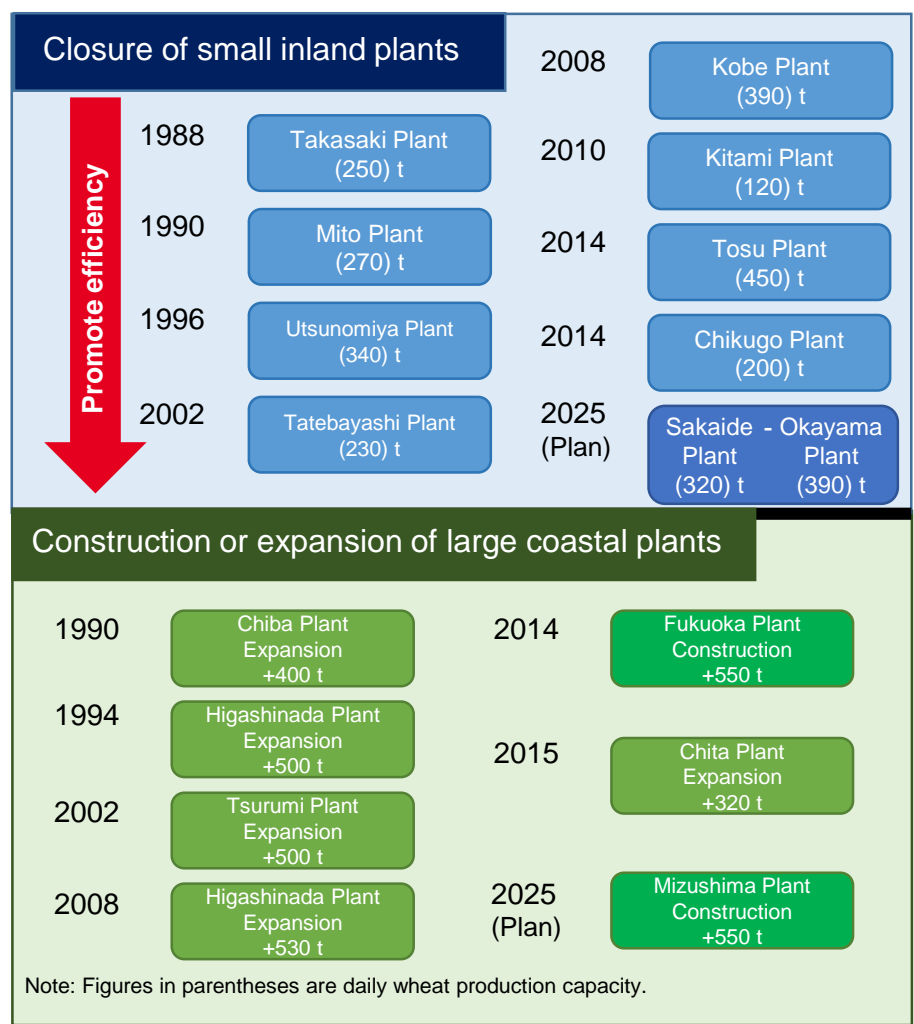 Closure of small inland plants
Promote efficiency
1988
Takasaki Plant
(250) t
1990
Mito Plant
(270) t
1996
Utsunomiya Plant
(340) t
2002
Tatebayashi Plant
(230) t
2008
Kobe Plant
(390) t
2010
Kitami Plant
(120) t
2014
Tosu Plant
(450) t
2014
Chikugo Plant
(200) t
2025
(Plan)
Sakaide - Okayama
Plant Plant
(320) t (390) t
Construction or expansion of large coastal plants
1990
Chiba Plant
Expansion
+400 t
1994
Higashinada Plant
Expansion
+500 t
2002
Tsurumi Plant
Expansion
+500 t
2008
Higashinada Plant
Expansion
+530 t
2014
Fukuoka Plant
Construction
+550 t
2015
Chita Plant
Expansion
+320 t
2025
(Plan)
Mizushima Plant
Construction
+550 t
Note: Figures in parentheses are daily wheat production capacity.